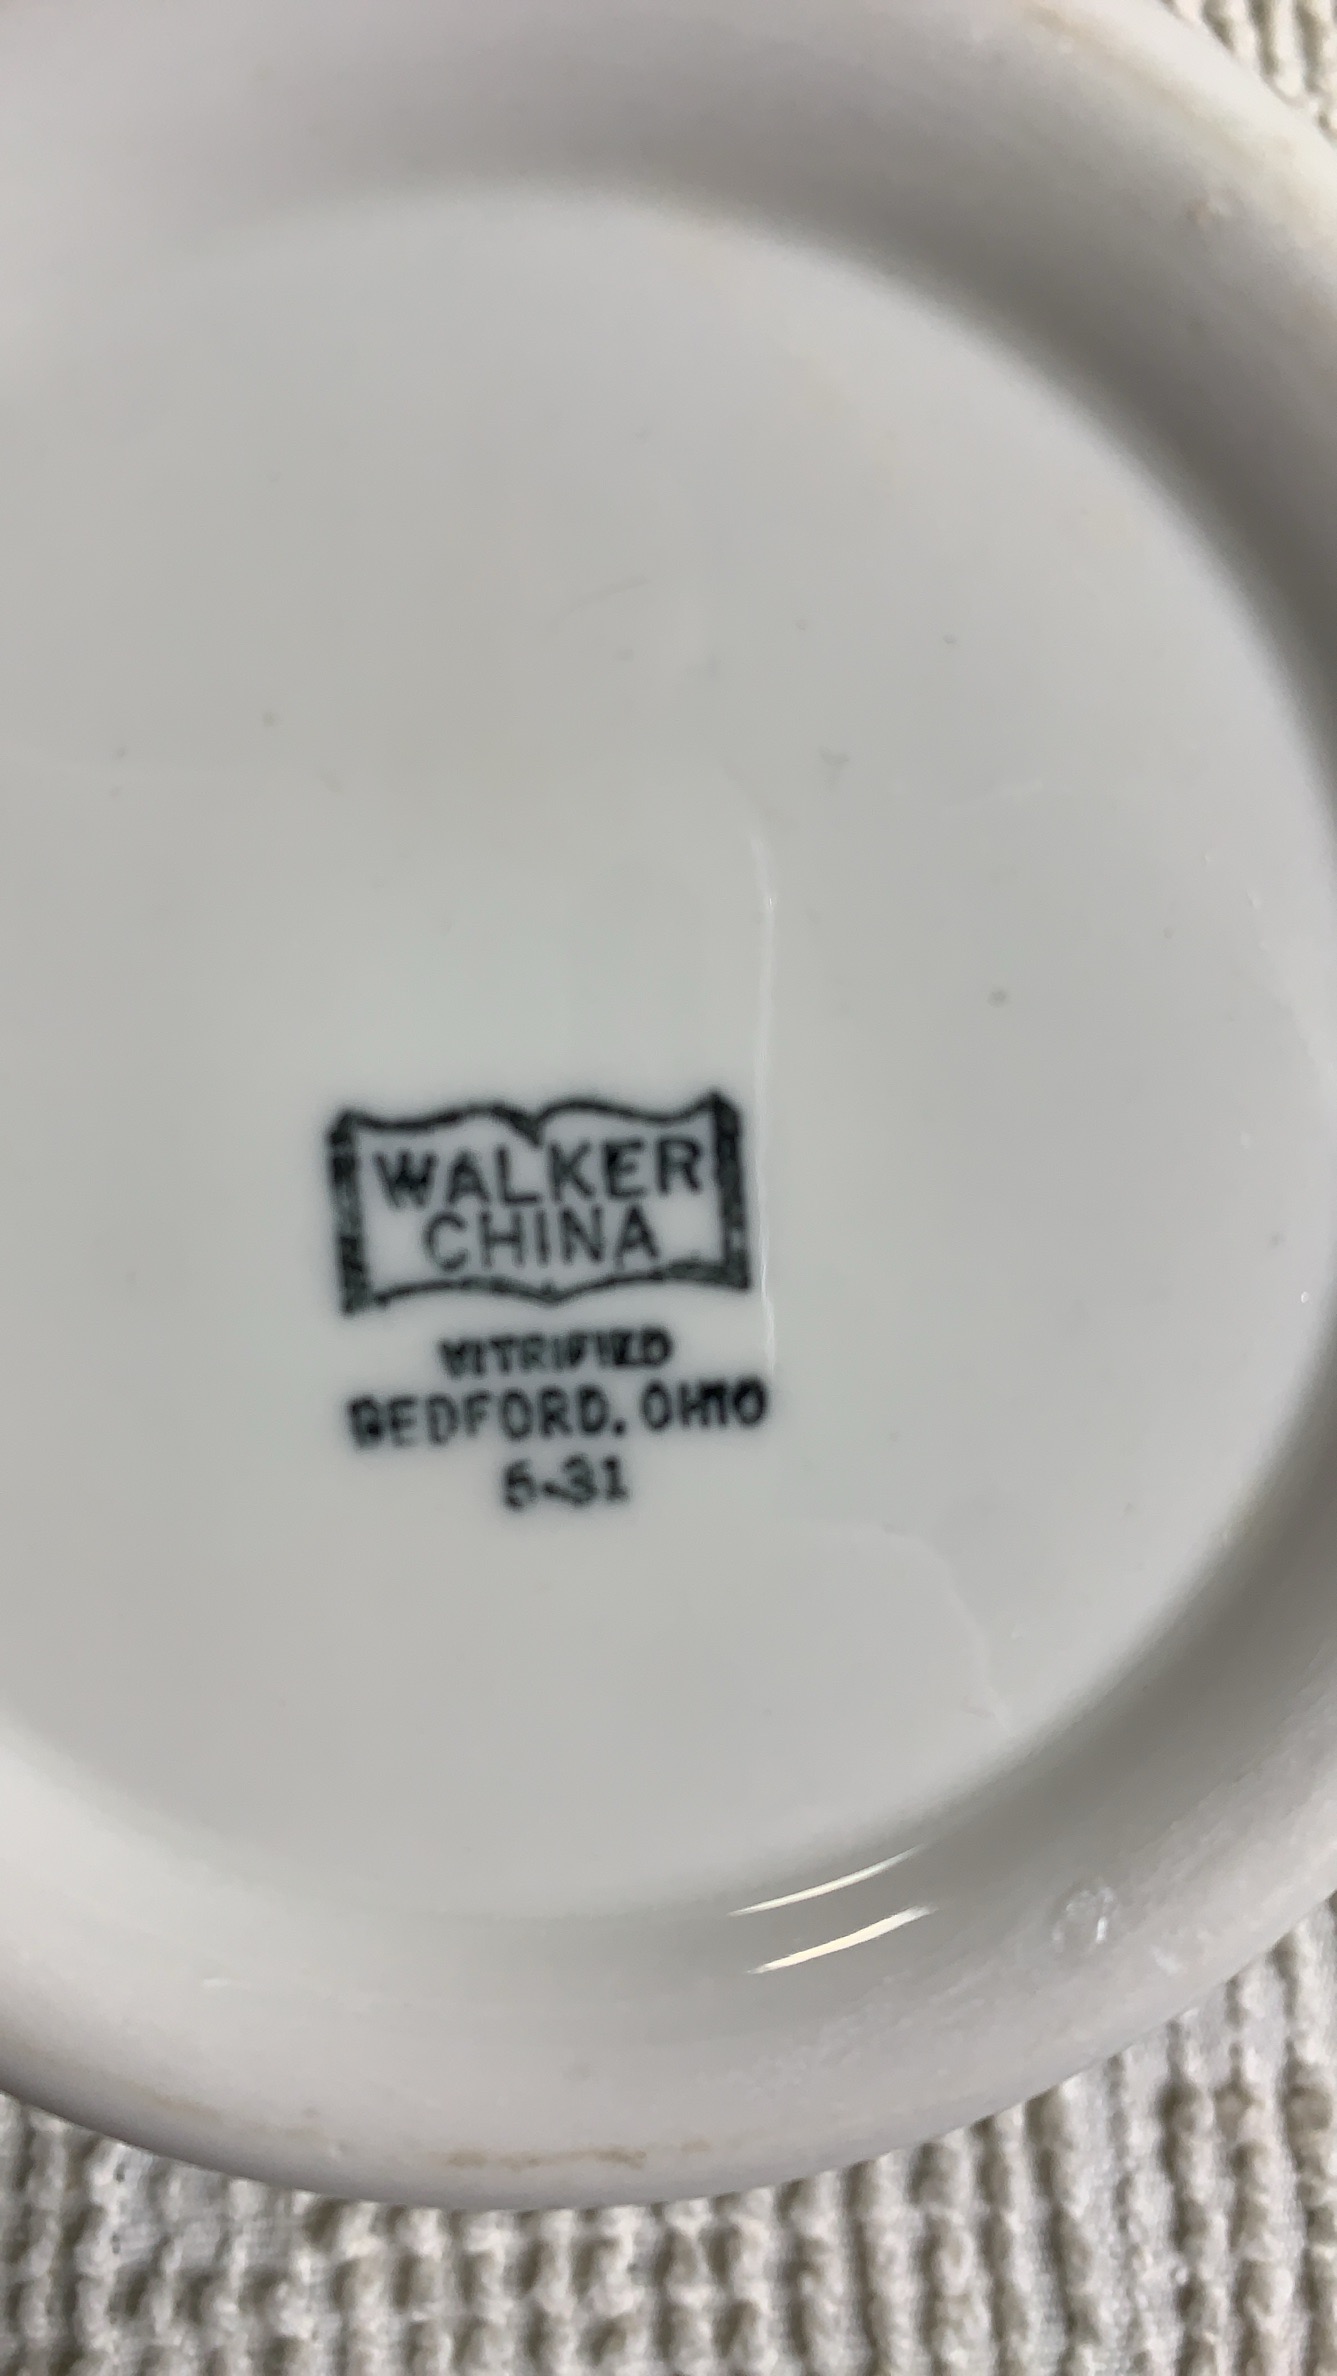 WALKER
CHINA
VITRIFIED
BEDFORD, OHIO
5-31